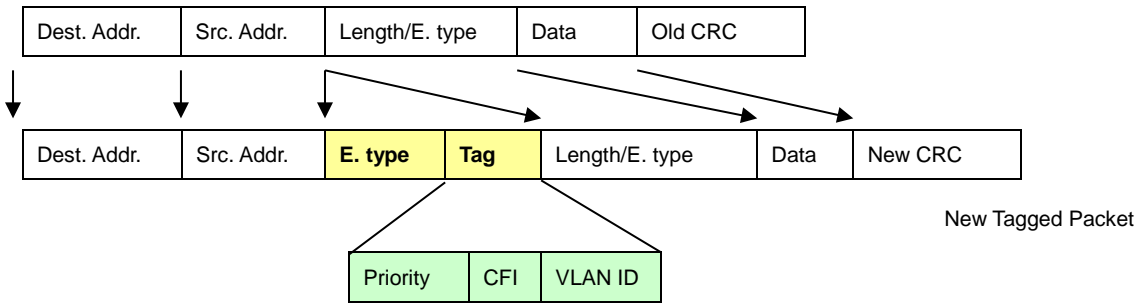 Dest. Addr. Src. Addr. Length/E. type Data Old CRC
Dest. Addr. Src. Addr. E. type Tag Length/E. type Data New CRC
New Tagged Packet
Priority CFI VLAN ID